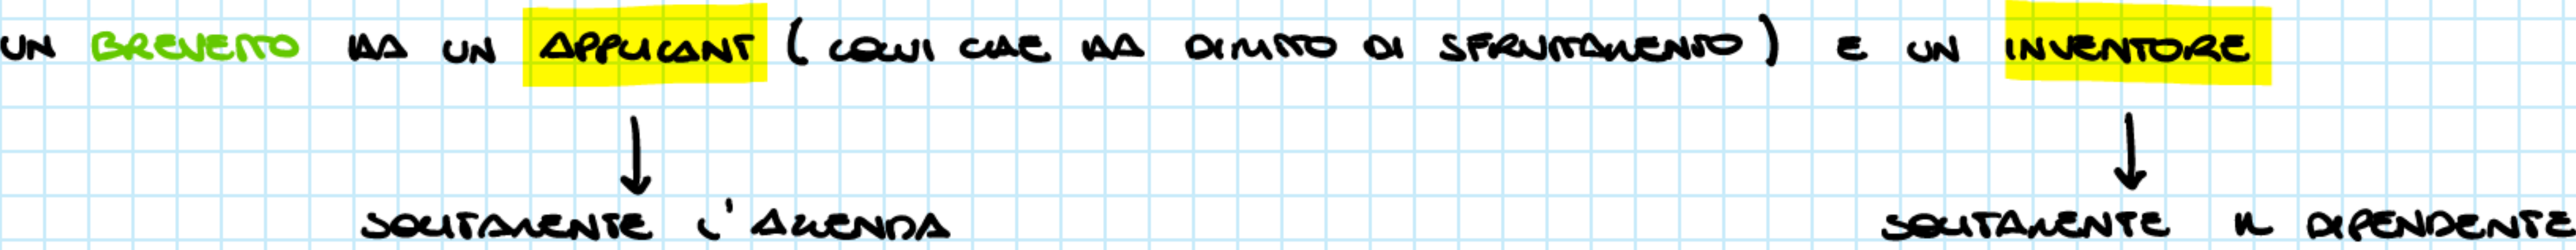 UN BREVETTO HA UN APPLICANT (COLUI CHE HA DIRITTO DI SFRUTTAMENTO) E UN INVENTORE
SOLITAMENTE L'AZIENDA SOLITAMENTE IL DIPENDENTE